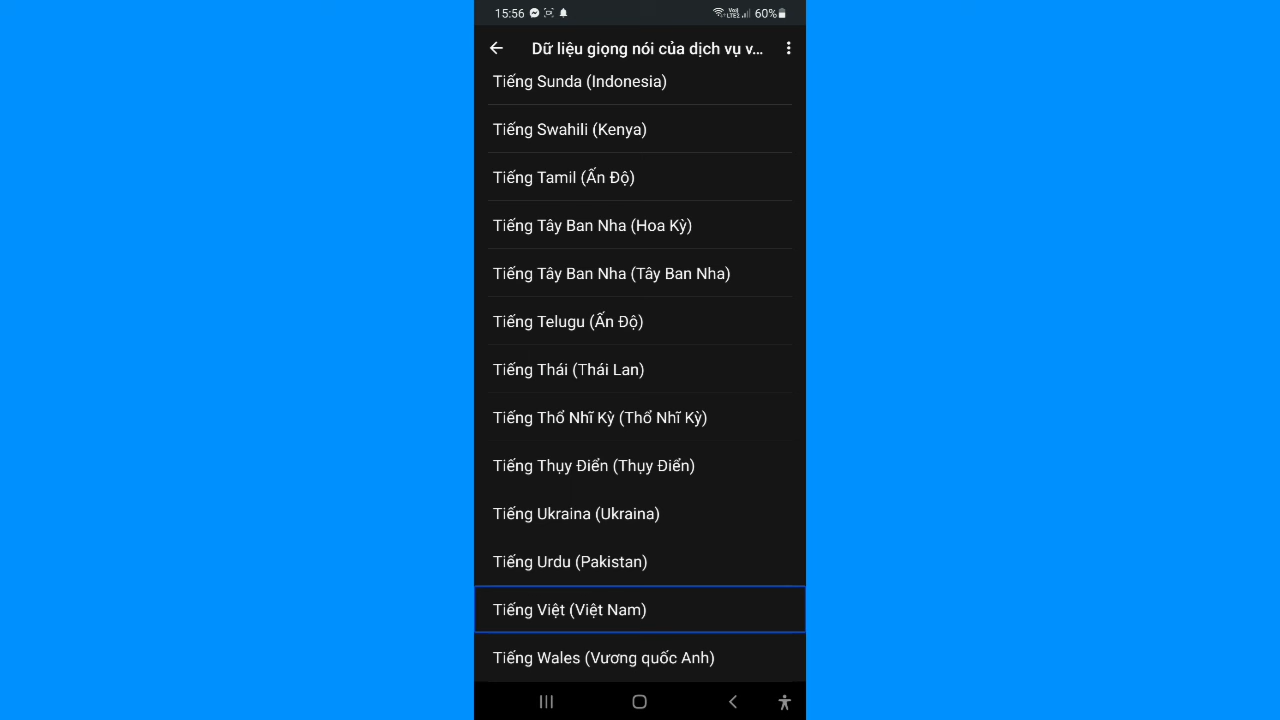 15:56
Vo) LTE2 60%
Dữ liệu giọng nói của dịch vụ v...
Tiếng Sunda (Indonesia)
Tiếng Swahili (Kenya)
Tiếng Tamil (Ấn Độ)
Tiếng Tây Ban Nha (Hoa Kỳ)
Tiếng Tây Ban Nha (Tây Ban Nha)
Tiếng Telugu (Ấn Độ)
Tiếng Thái (Thái Lan)
Tiếng Thổ Nhĩ Kỳ (Thổ Nhĩ Kỳ)
Tiếng Thụy Điển (Thụy Điển)
Tiếng Ukraina (Ukraina)
Tiếng Urdu (Pakistan)
Tiếng Việt (Việt Nam)
Tiếng Wales (Vương quốc Anh)